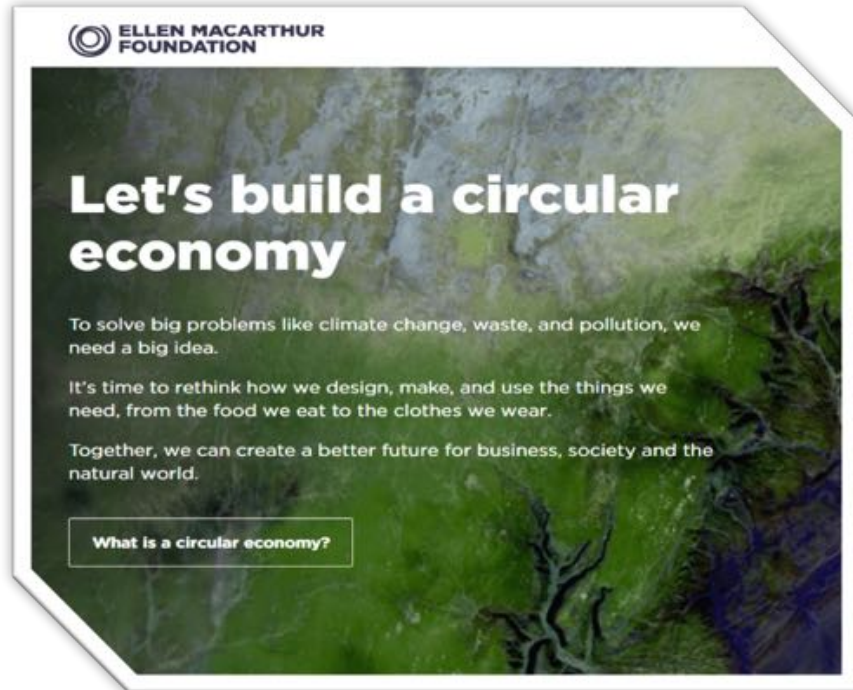 ELLEN MACARTHUR
FOUNDATION
Let's build a circular
economy
To solve big problems like climate change, waste, and pollution, we
need a big idea.
It's time to rethink how we design, make, and use the things we
need, from the food we eat to the clothes we wear.
Together, we can create a better future for business, society and the
natural world.
What is a circular economy?